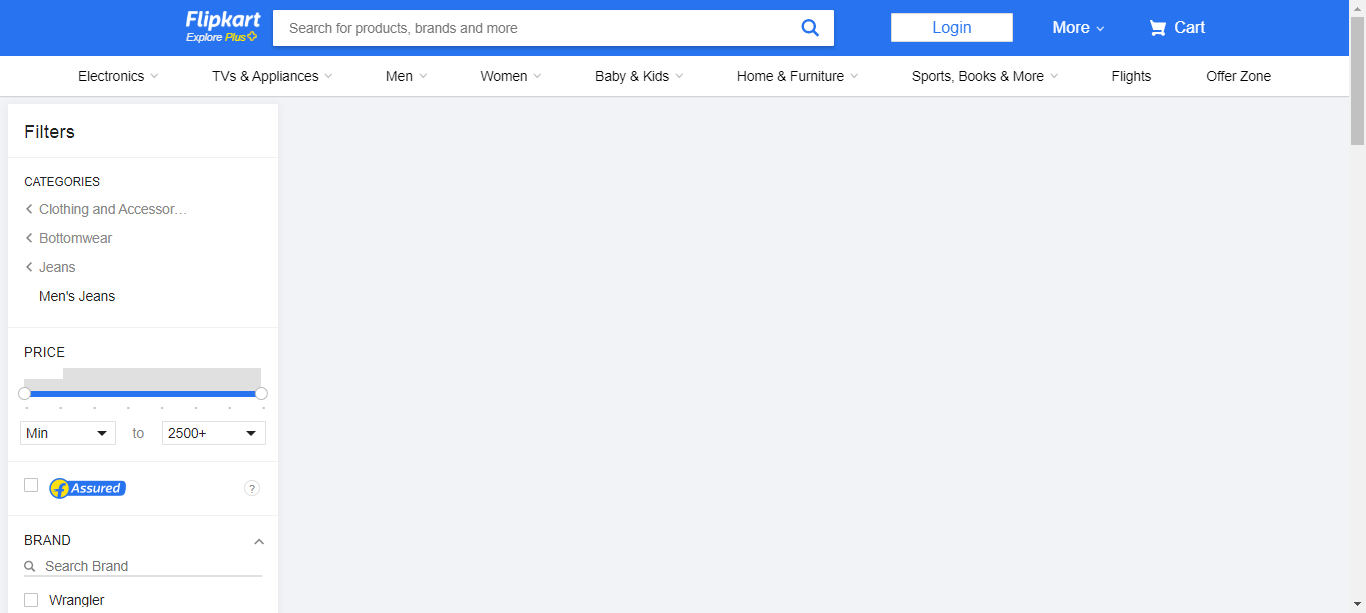 Flipkart
Explore Plus
Search for products, brands and more
Login
More
Cart
Electronics
TVs & Appliances
Men
Women
Baby & Kids
Home & Furniture
Sports, Books & More
Flights
Offer Zone
Filters
CATEGORIES
Clothing and Accessor...
Bottomwear
Jeans
Men's Jeans
PRICE
Min to 2500+
f Assured ?
BRAND
Search Brand
Wrangler